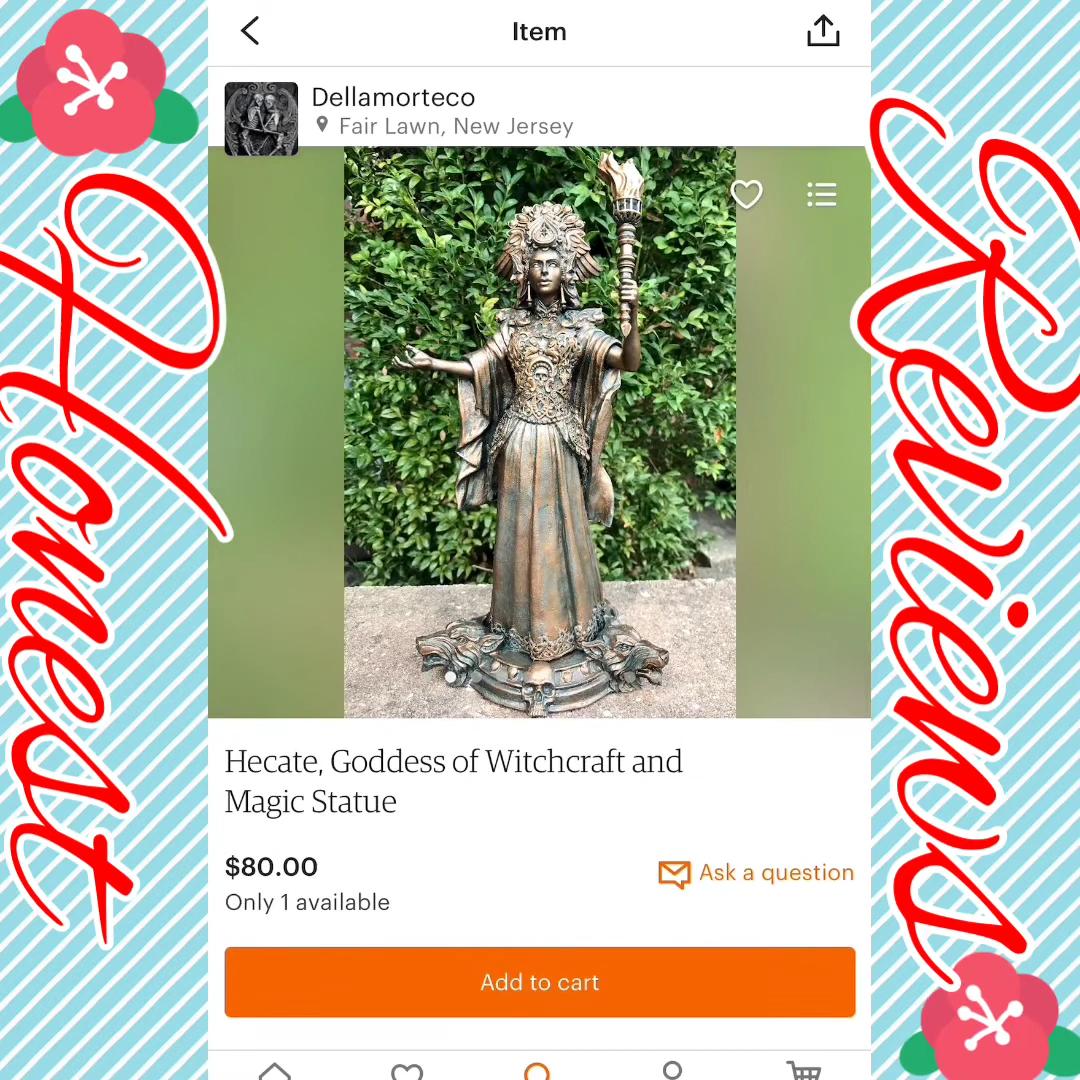 Item
Dellamorteco
Fair Lawn, New Jersey
Honest
Reviews
Hecate, Goddess of Witchcraft and
Magic Statue
$80.00
Ask a question
Only 1 available
Add to cart